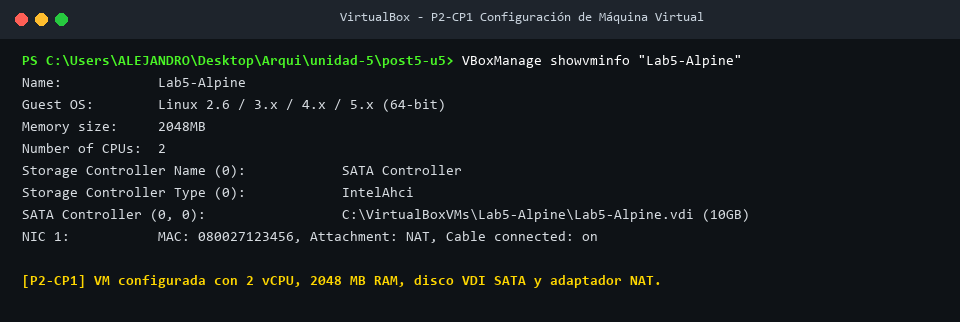 VirtualBox - P2-CP1 Configuración de Máquina Virtual
PS C:\Users\ALEJANDRO\Desktop\Arqui\unidad-5\post5-u5> VBoxManage showvminfo "Lab5-Alpine"
Name:            Lab5-Alpine
Guest OS:        Linux 2.6 / 3.x / 4.x / 5.x (64-bit)
Memory size:     2048MB
Number of CPUs:  2
Storage Controller Name (0):            SATA Controller
Storage Controller Type (0):            IntelAhci
SATA Controller (0, 0):                 C:\VirtualBoxVMs\Lab5-Alpine\Lab5-Alpine.vdi (10GB)
NIC 1:           MAC: 080027123456, Attachment: NAT, Cable connected: on
[P2-CP1] VM configurada con 2 vCPU, 2048 MB RAM, disco VDI SATA y adaptador NAT.